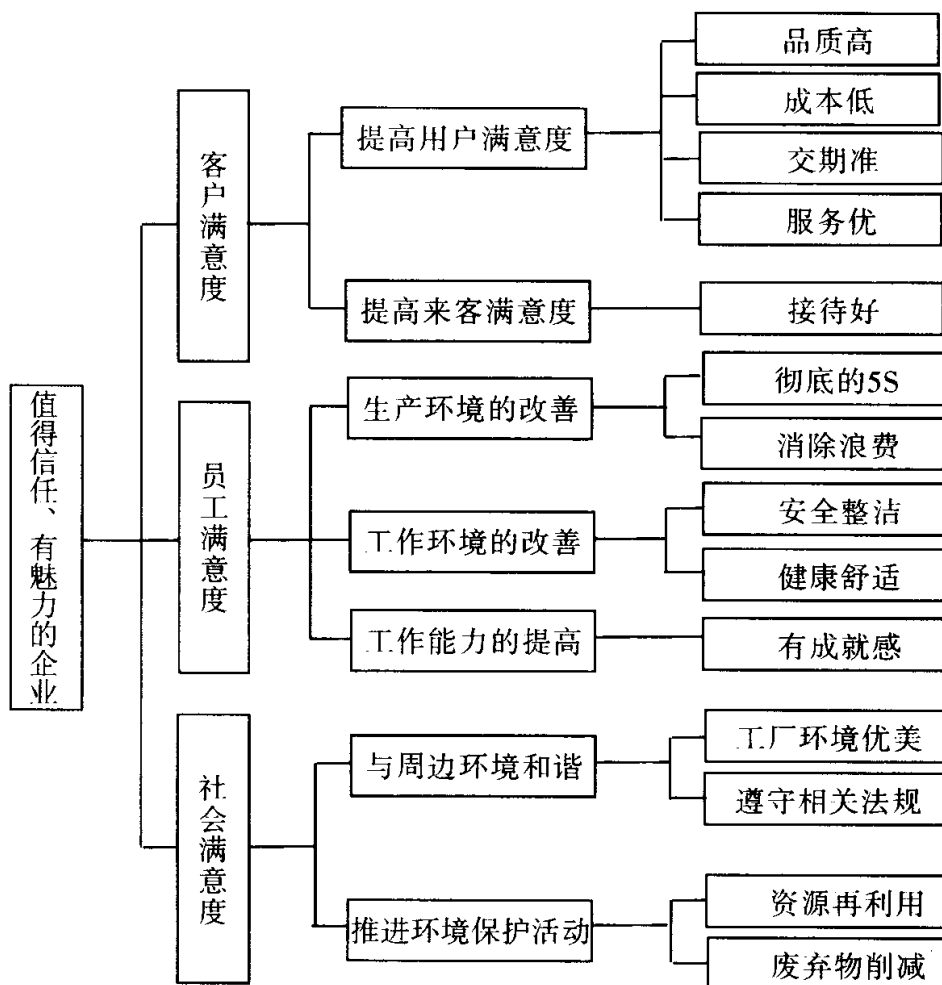 值得信任、有魅力的企业
客户满意度
提高用户满意度
品质高
成本低
交期准
服务优
提高来客满意度
接待好
员工满意度
生产环境的改善
彻底的5S
消除浪费
工作环境的改善
安全整洁
健康舒适
工作能力的提高
有成就感
社会满意度
与周边环境和谐
工厂环境优美
遵守相关法规
推进环境保护活动
资源再利用
废弃物削减